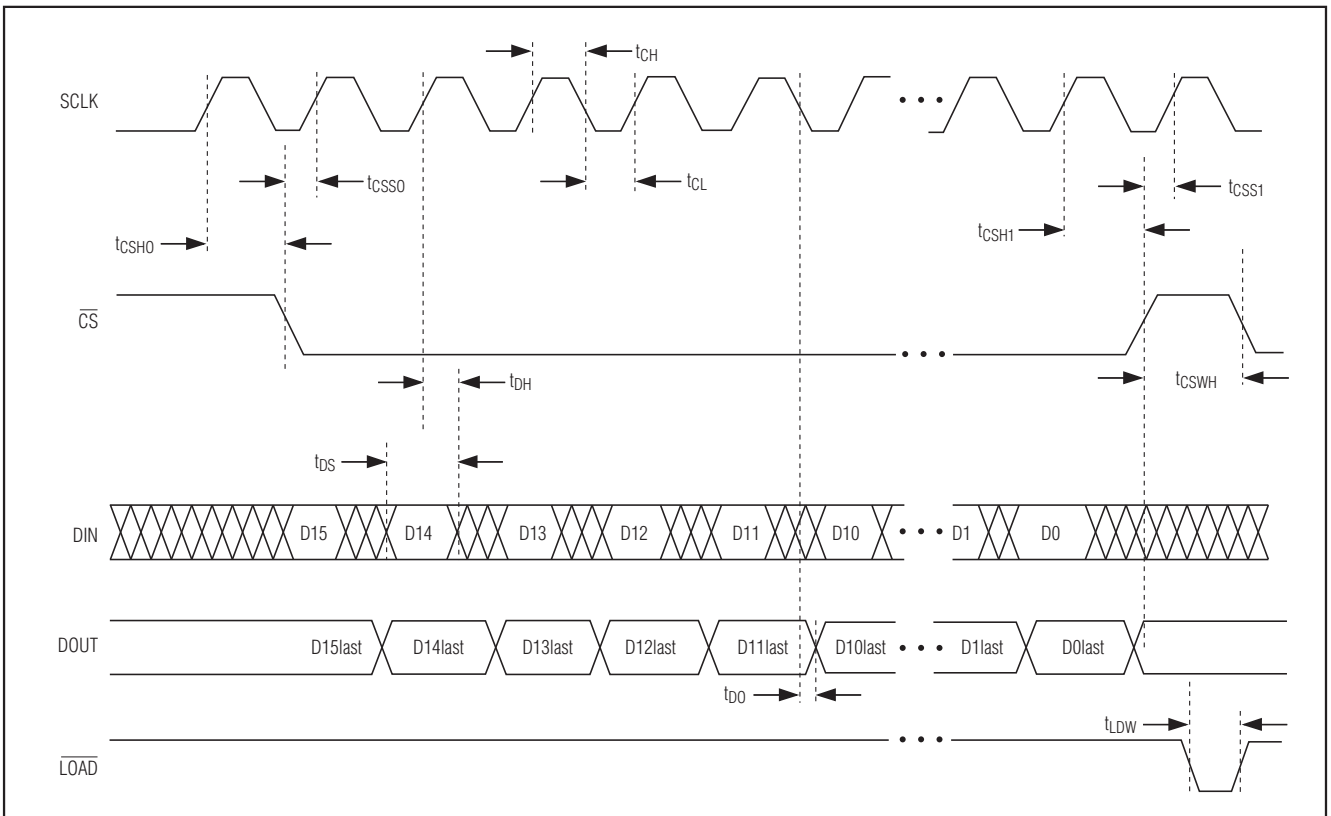 tCH
SCLK
tCSS0
tCL
tCSS1
tCSH0
tCSH1
CS
tDH
tCSWH
tDS
DIN D15 D14 D13 D12 D11 D10 ••• D1 D0
DOUT D15last D14last D13last D12last D11last D10last ••• D1last D0last
tDO
tLDW
LOAD